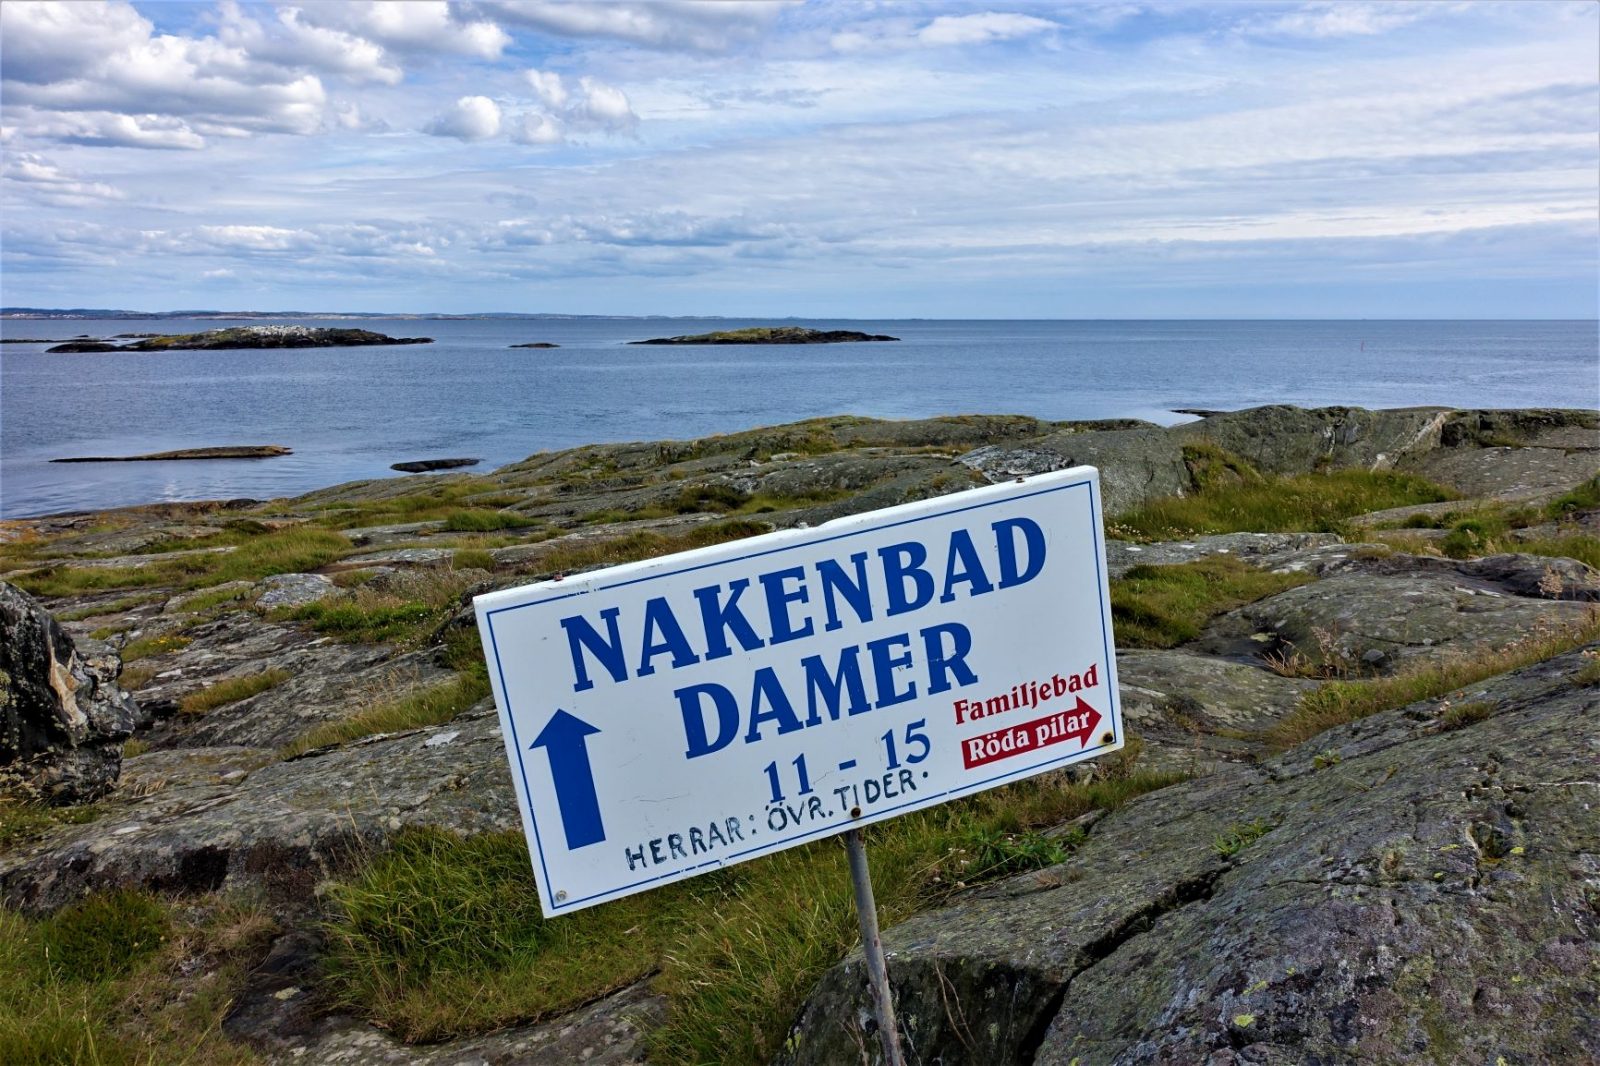 NAKENBAD
DAMER
11 - 15
Familjebad
Röda pilar
HERRAR: ÖVR. TIDER.